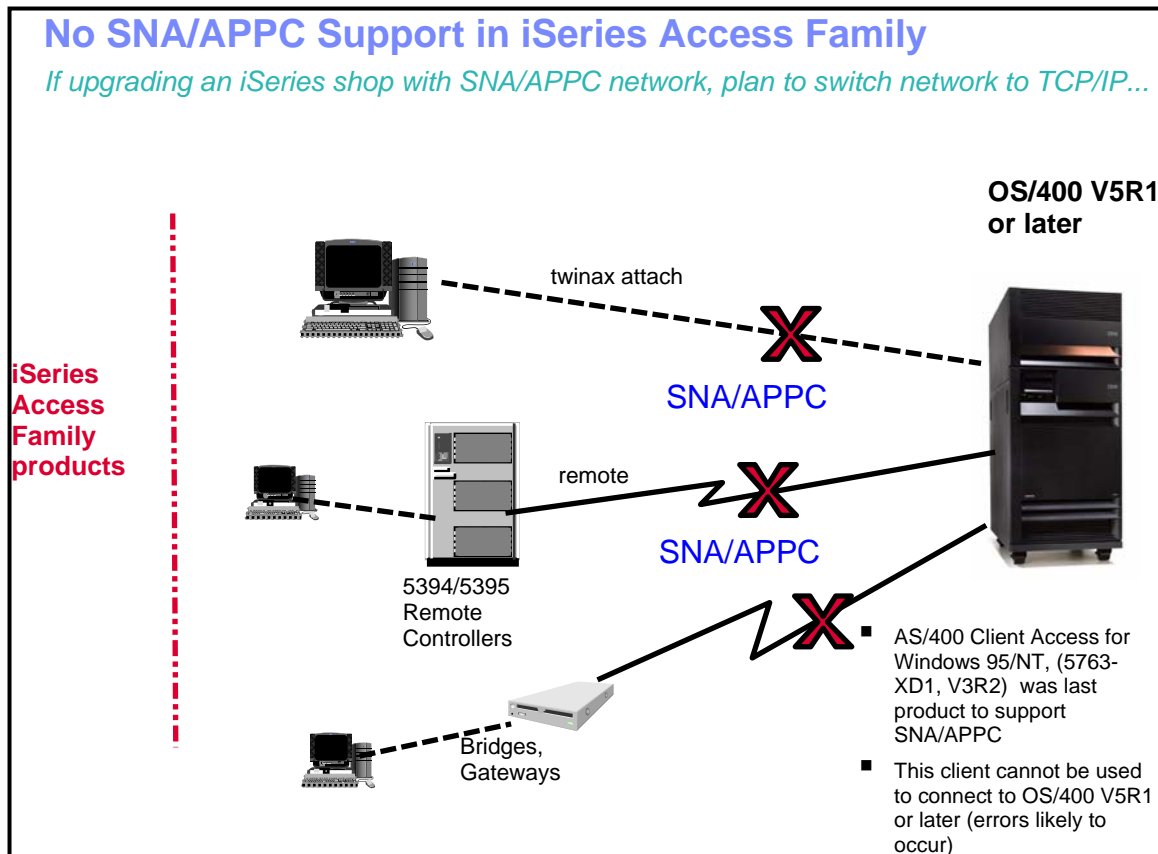 No SNA/APPC Support in iSeries Access Family
If upgrading an iSeries shop with SNA/APPC network, plan to switch network to TCP/IP...
OS/400 V5R1
or later
twinax attach
SNA/APPC
iSeries
Access
Family
products
remote
SNA/APPC
5394/5395
Remote
Controllers
Bridges,
Gateways
■ AS/400 Client Access for
Windows 95/NT, (5763-
XD1, V3R2) was last
product to support
SNA/APPC
■ This client cannot be used
to connect to OS/400 V5R1
or later (errors likely to
occur)